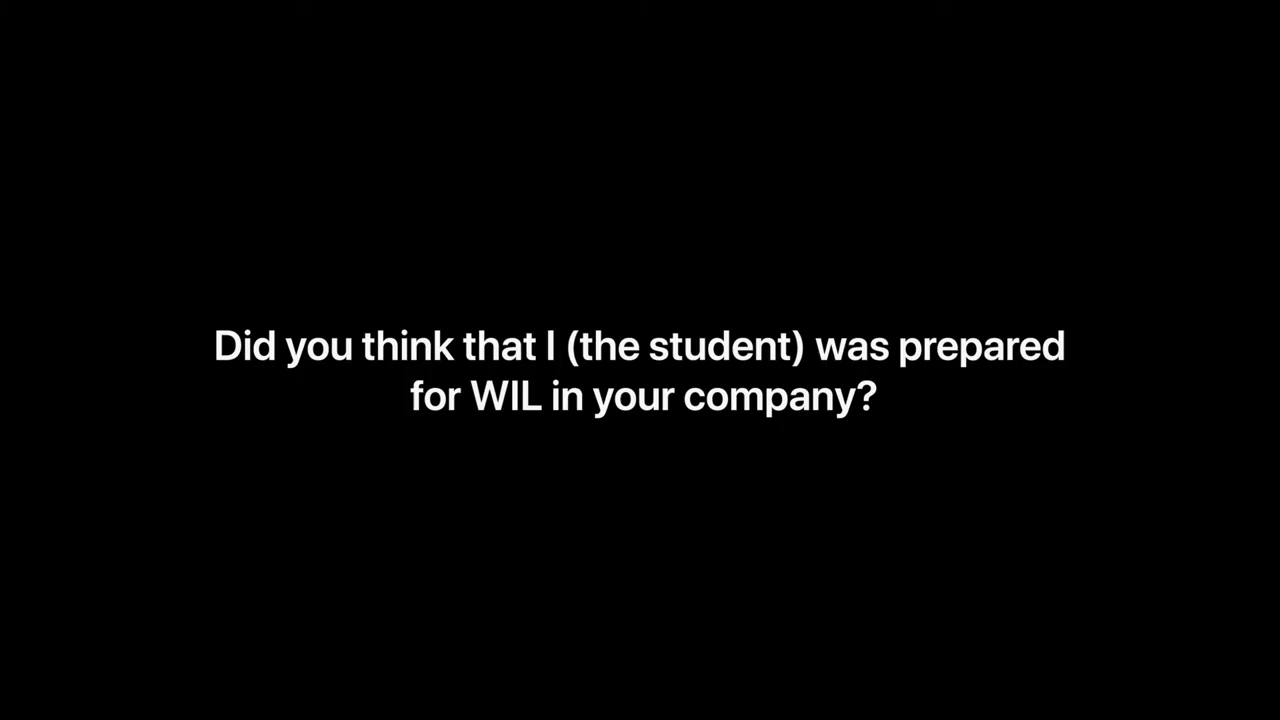 Did you think that I (the student) was prepared
for WIL in your company?